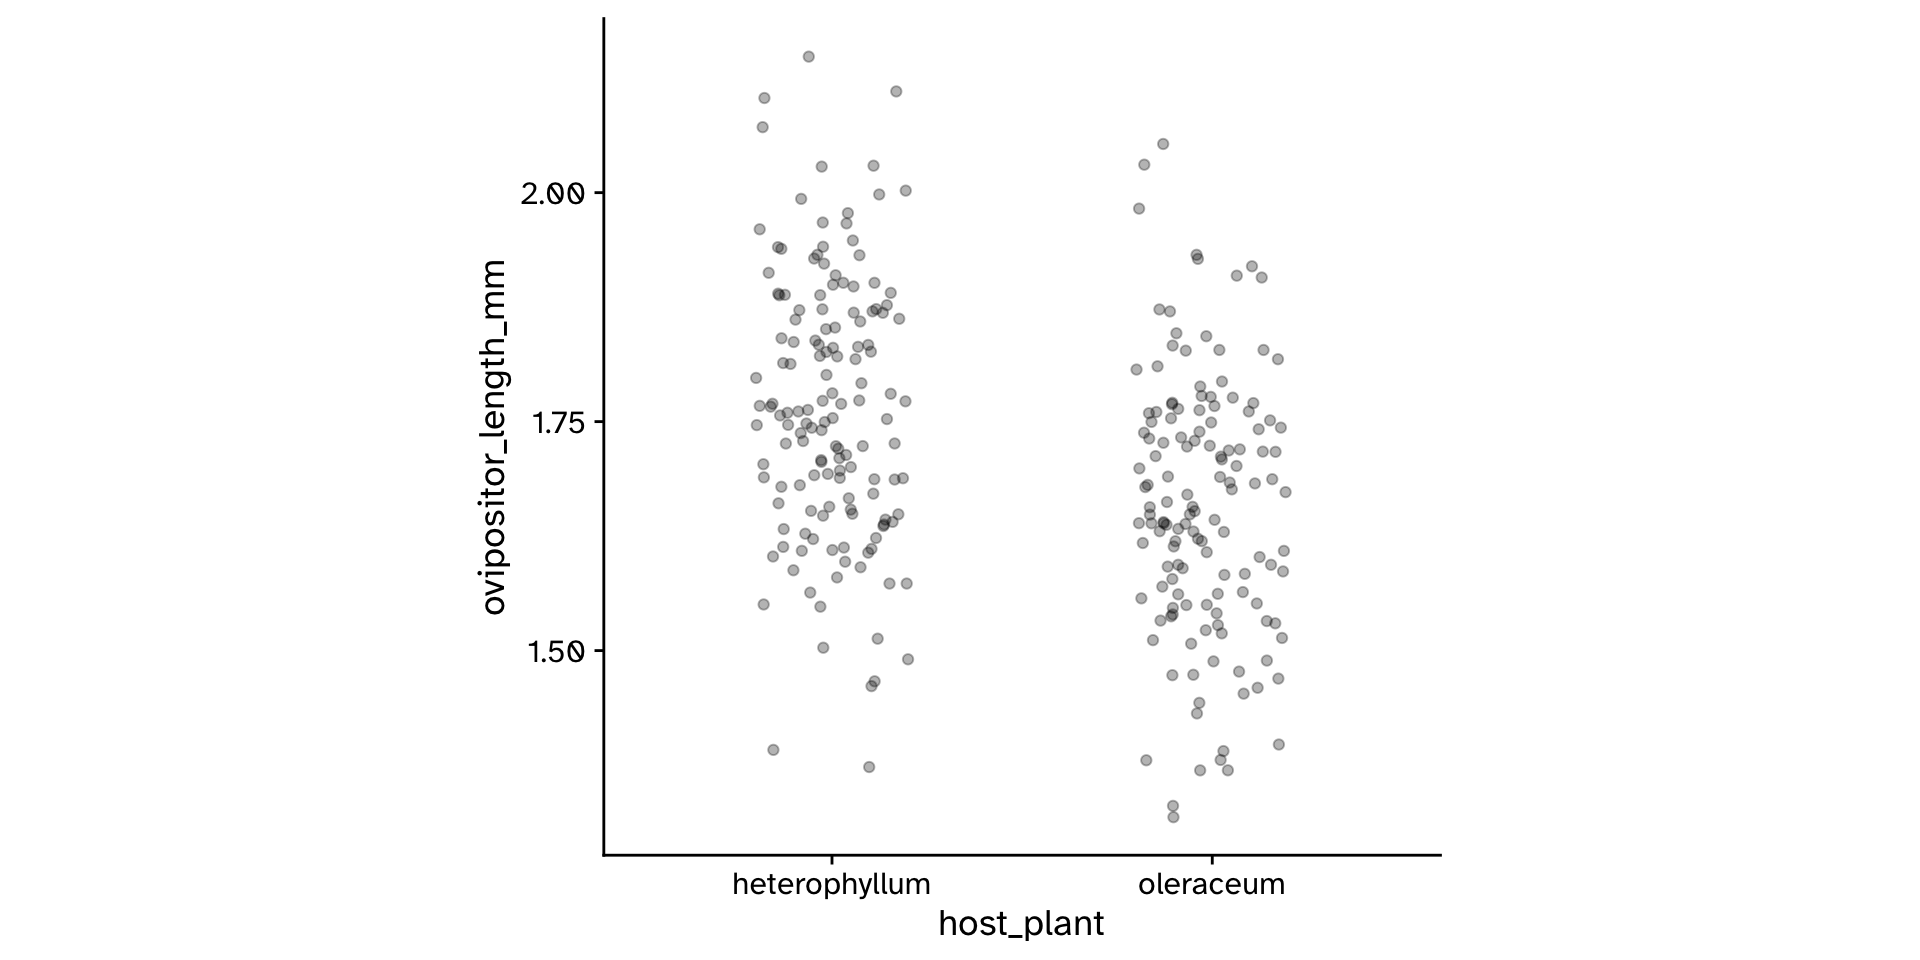 ovipositor_length_mm
2.00
1.75
1.50
heterophyllum
oleraceum
host_plant